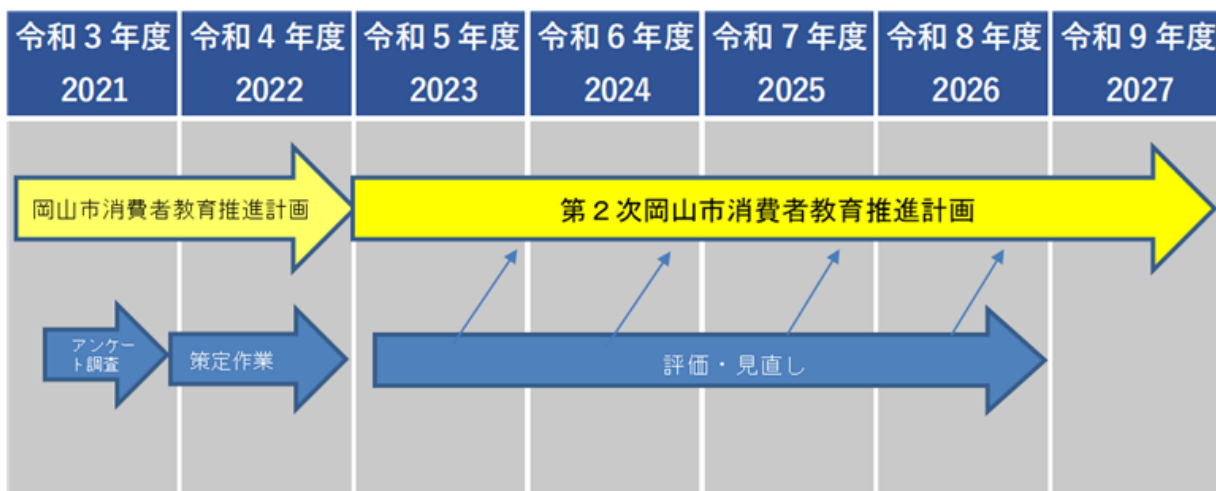 令和３年度 令和４年度 令和５年度 令和６年度 令和７年度 令和８年度 令和９年度
2021 2022 2023 2024 2025 2026 2027
岡山市消費者教育推進計画
第２次岡山市消費者教育推進計画
アンケー
ト調査
策定作業
評価・見直し